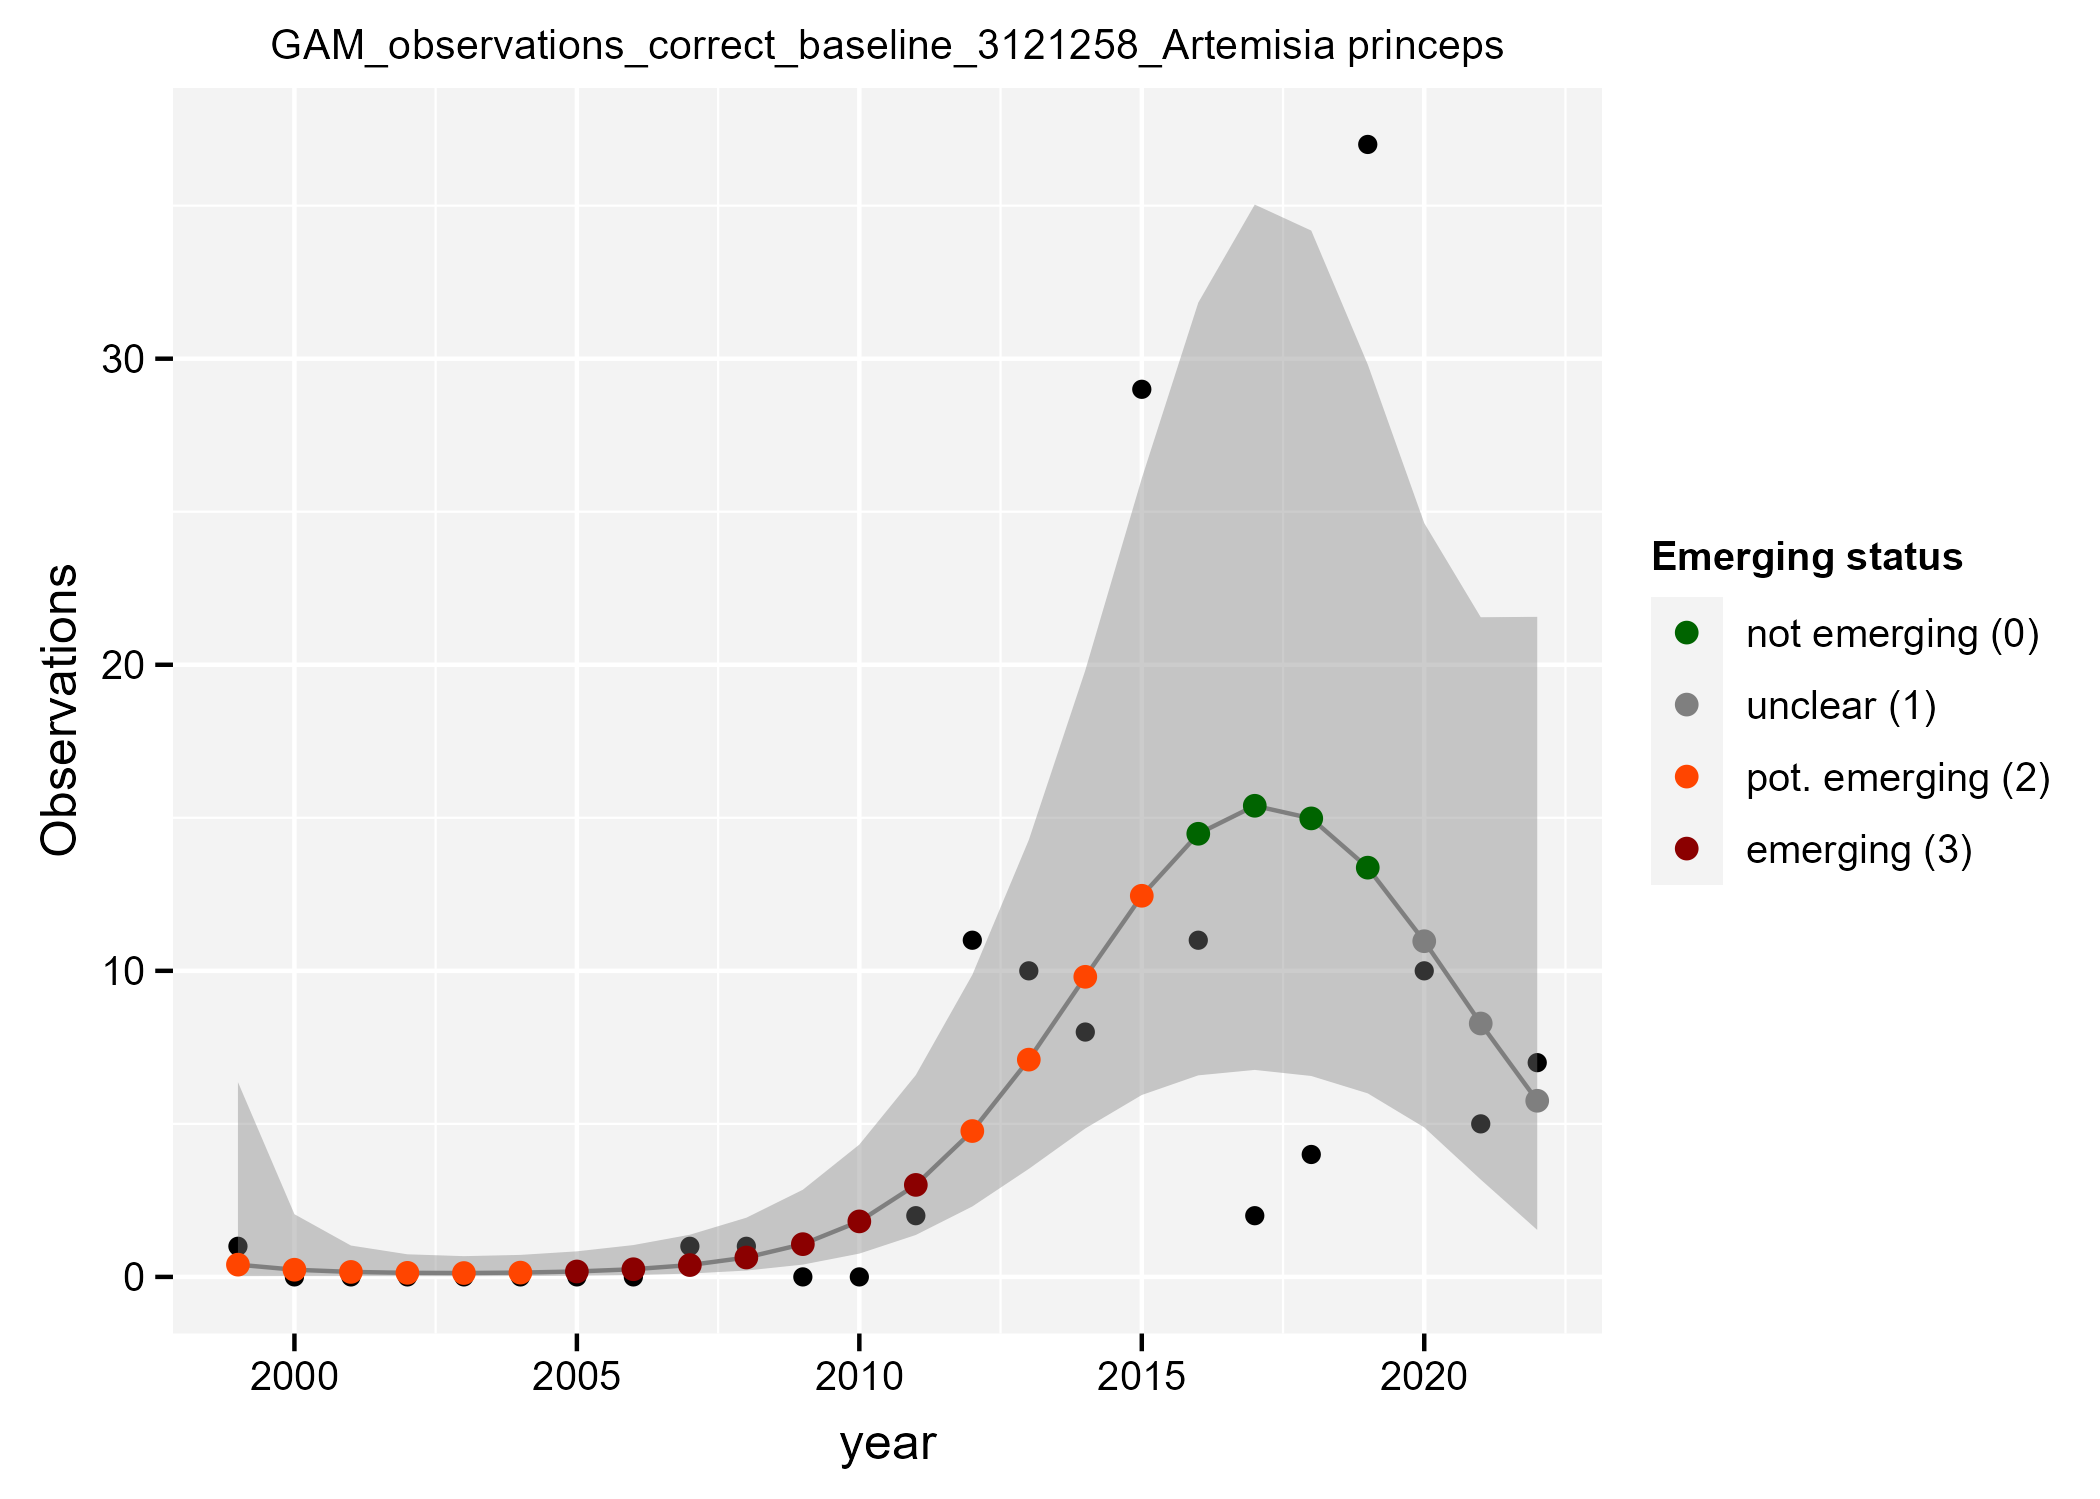 GAM_observations_correct_baseline_3121258_Artemisia princeps
Observations
30
20
10
0
2000 2005 2010 2015 2020
year
Emerging status
not emerging (0)
unclear (1)
pot. emerging (2)
emerging (3)